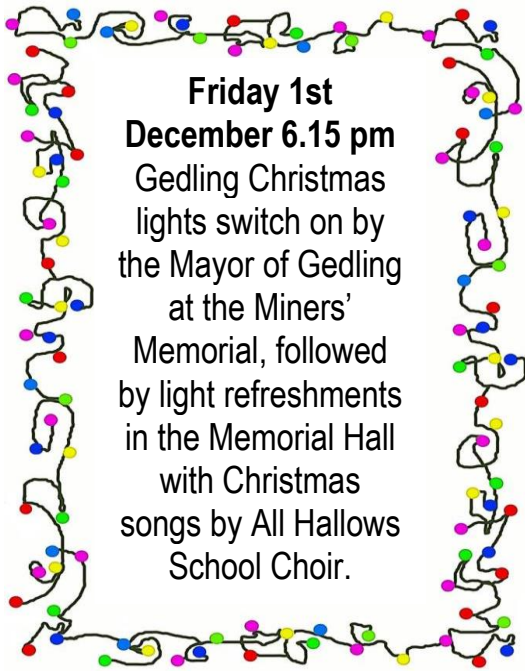 Friday 1st
December 6.15 pm
Gedling Christmas
lights switch on by
the Mayor of Gedling
at the Miners’
Memorial, followed
by light refreshments
in the Memorial Hall
with Christmas
songs by All Hallows
School Choir.